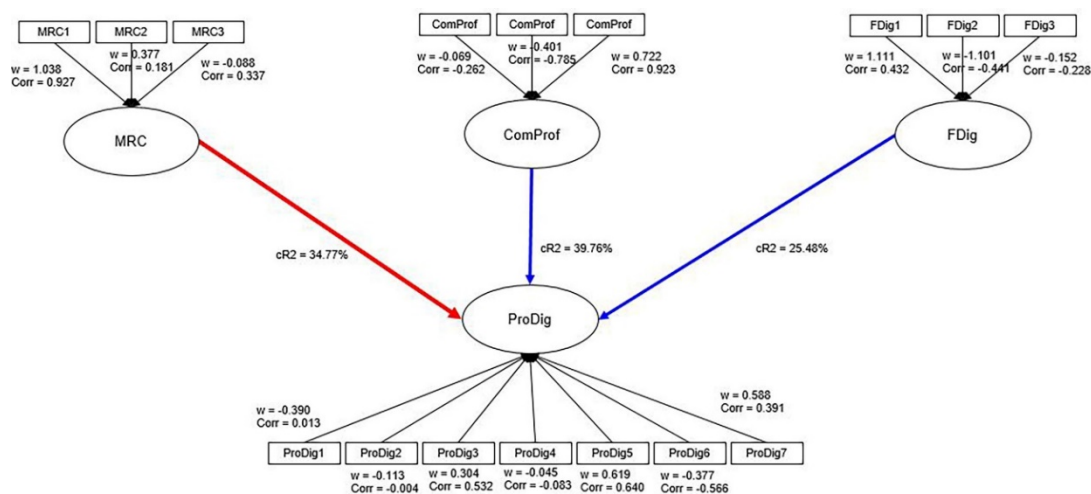 MRC1 MRC2 MRC3
ComProf ComProf ComProf
FDig1 FDig2 FDig3
w = 1.038
Corr = 0.927
w = 0.377
Corr = 0.181
w = -0.088
Corr = 0.337
w = -0.069
Corr = -0.262
w = -0.401
Corr = -0.785
w = 0.722
Corr = 0.923
w = 1.111
Corr = 0.432
w = -1.101
Corr = -0.441
w = -0.152
Corr = -0.228
MRC
ComProf
FDig
cR2 = 34.77%
cR2 = 39.76%
cR2 = 25.48%
ProDig
w = -0.390
Corr = 0.013
w = 0.588
Corr = 0.391
ProDig1 ProDig2 ProDig3 ProDig4 ProDig5 ProDig6 ProDig7
w = -0.113
Corr = -0.004
w = 0.304
Corr = 0.532
w = -0.045
Corr = -0.083
w = 0.619
Corr = 0.640
w = -0.377
Corr = -0.566